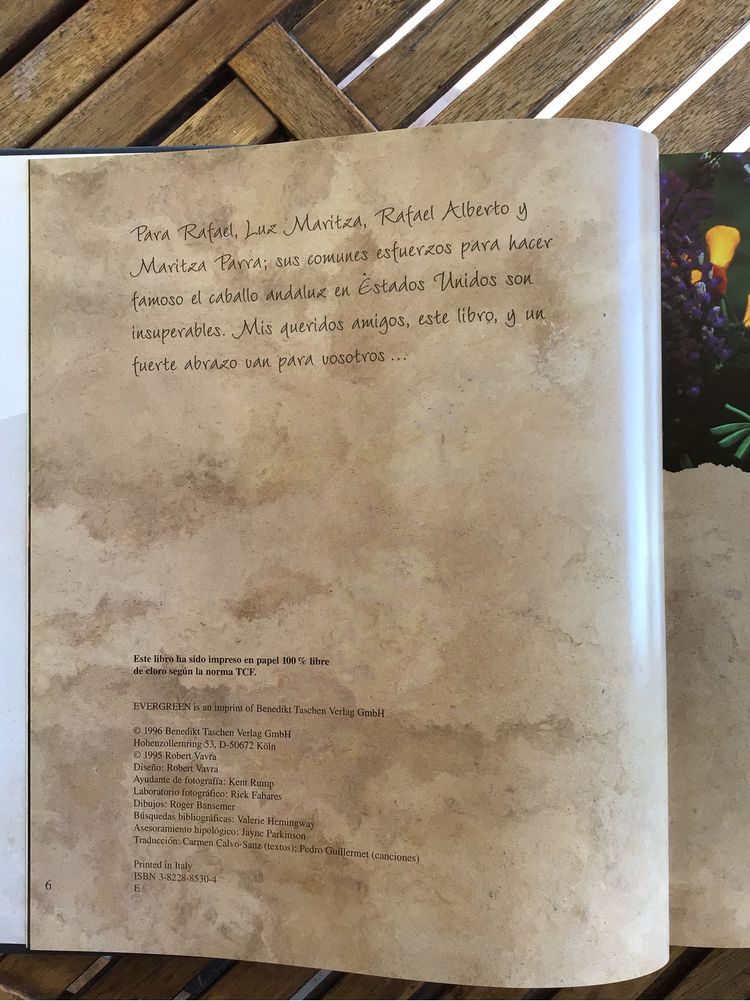 Para Rafael, Luz Maritza, Rafael Alberto y
Maritza Parra; sus comunes esfuerzos para hacer
famoso el caballo andaluz en Estados Unidos son
insuperables. Mis queridos amigos, este libro, y un
fuerte abrazo van para vosotros ...
Este libro ha sido impreso en papel 100 % libre
de cloro según la norma TCF.
EVERGREEN is an imprint of Benedikt Taschen Verlag GmbH
© 1996 Benedikt Taschen Verlag GmbH
Hohenzollernring 53, D-50672 Köln
© 1995 Robert Vavra
Diseño: Robert Vavra
Ayudante de fotografía: Kent Rump
Laboratorio fotográfico: Rick Fabares
Dibujos: Roger Bansemer
Búsquedas bibliográficas: Valerie Hemingway
Asesoramiento hipológico: Jayne Parkinson
Traducción: Carmen Calvo-Sanz (textos); Pedro Guillermet (canciones)
Printed in Italy
ISBN 3-8228-8530-4
E
6